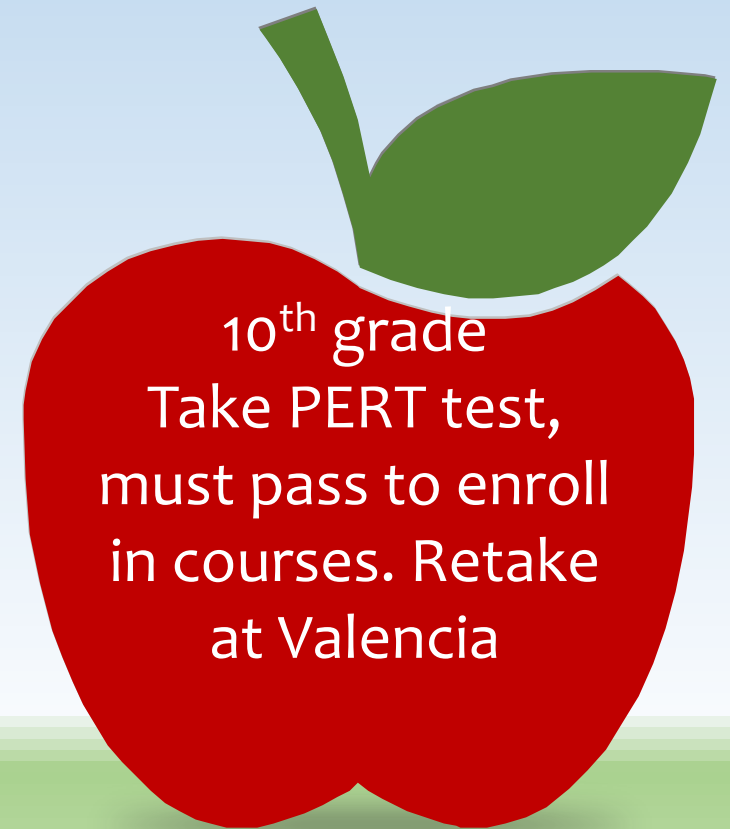 10th grade
Take PERT test,
must pass to enroll
in courses. Retake
at Valencia